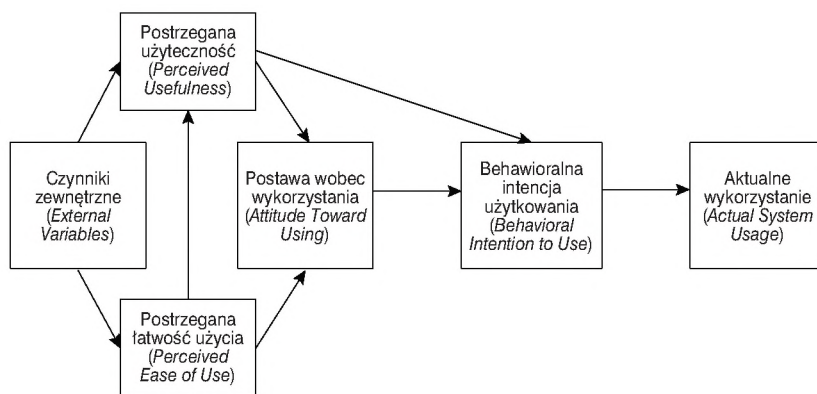 Postrzegana
użyteczność
(Perceived
Usefulness)
Czynniki
zewnętrzne
(External
Variables)
Postawa wobec
wykorzystania
(Attitude Toward
Using)
Behawioralna
intencja
użytkowania
(Behavioral
Intention to Use)
Aktualne
wykorzystanie
(Actual System
Usage)
Postrzegana
łatwość użycia
(Perceived
Ease of Use)